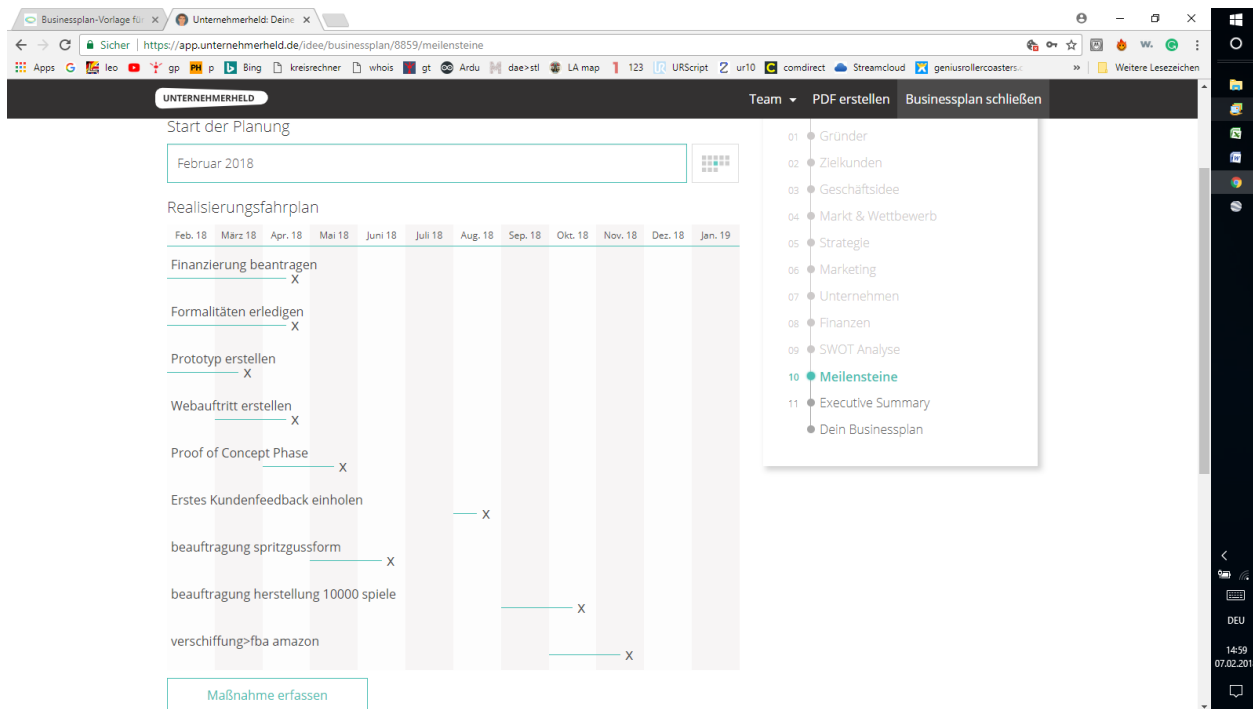 Businessplan-Vorlage für
Unternehmerheld: Deine
Sicher | https://app.unternehmerheld.de/idee/businessplan/8859/meilensteine
Apps G leo gp PH p Bing kreisrechner whois gt Ardu dae>stl LA map 123 URScript Z ur10 comdirect Streamcloud geniusrollercoasters. » Weitere Lesezeichen
UNTERNEHMERHELD
Team PDF erstellen Businessplan schließen
Start der Planung
Februar 2018
Realisierungsfahrplan
Feb. 18 März 18 Apr. 18 Mai 18 Juni 18 Juli 18 Aug. 18 Sep. 18 Okt. 18 Nov. 18 Dez. 18 Jan. 19
Finanzierung beantragen
X
Formalitäten erledigen
X
Prototyp erstellen
X
Webauftritt erstellen
X
Proof of Concept Phase
X
Erstes Kundenfeedback einholen
X
beauftragung spritzgussform
X
beauftragung herstellung 10000 spiele
X
verschiffung>fba amazon
X
Maßnahme erfassen
01 Gründer
02 Zielkunden
03 Geschäftsidee
04 Markt & Wettbewerb
05 Strategie
06 Marketing
07 Unternehmen
08 Finanzen
09 SWOT Analyse
10 Meilensteine
11 Executive Summary
Dein Businessplan
DEU
14:59
07.02.201